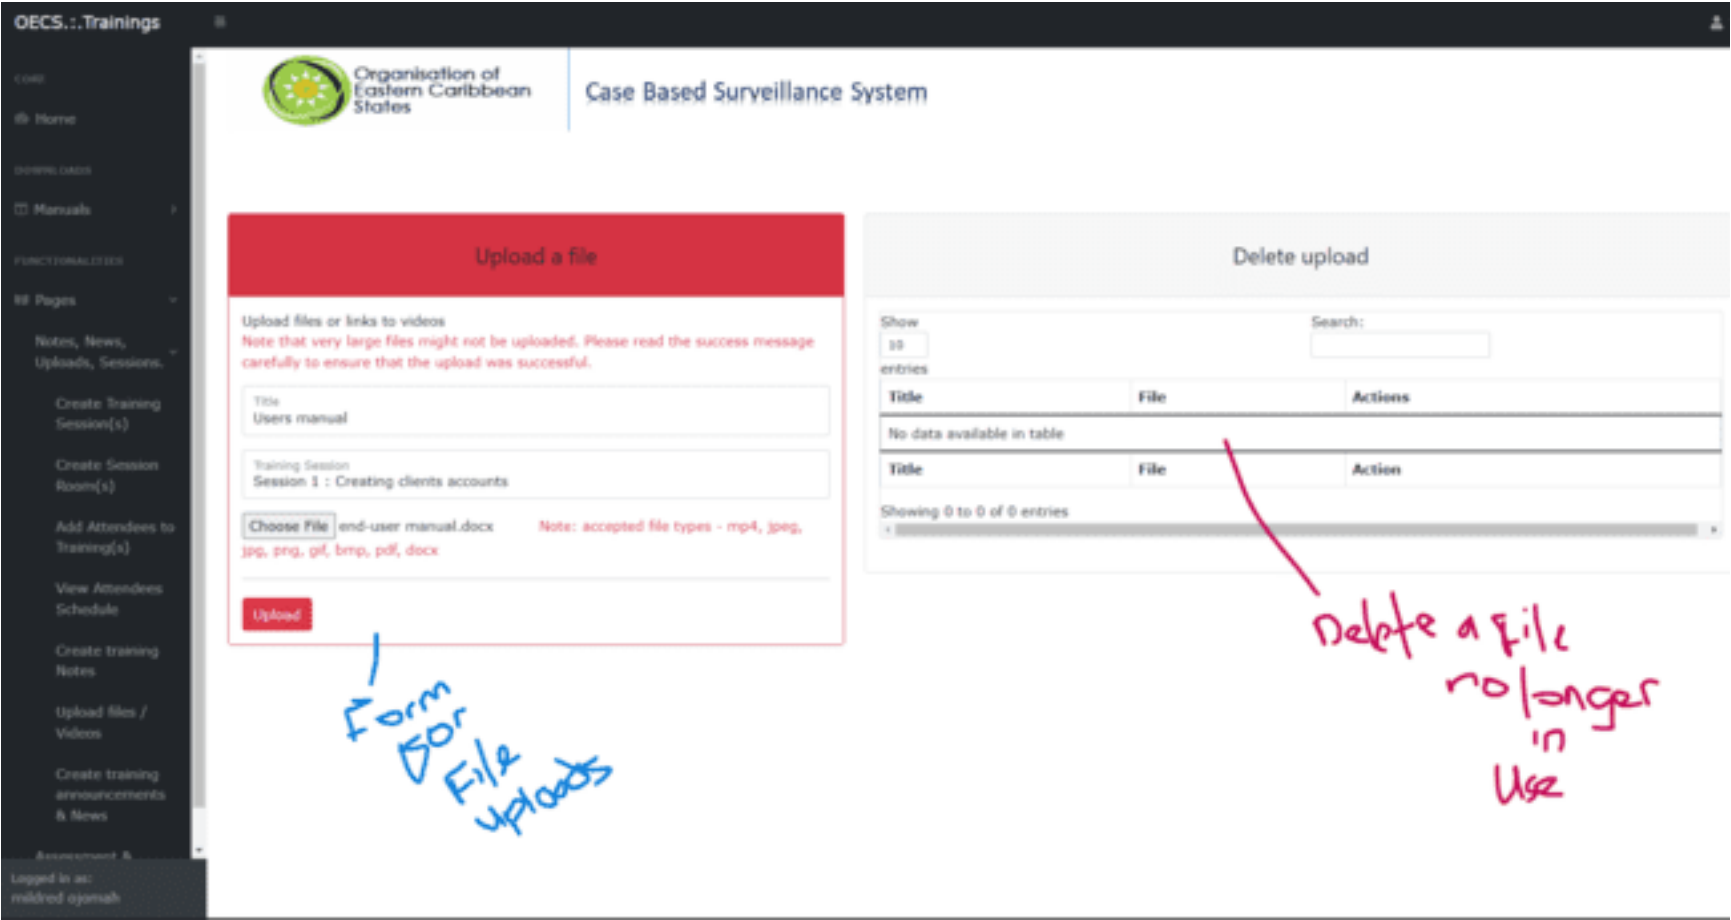 OECS.:.Trainings
CORE
Home
DOWNLOADS
Manuals
FUNCTIONALITIES
Pages
Notes, News,
Uploads, Sessions.
Create Training
Session(s)
Create Session
Room(s)
Add Attendees to
Training(s)
View Attendees
Schedule
Create training
Notes
Upload files /
Videos
Create training
announcements
& News
Assessment &
Logged in as:
mildred ojomah
Organisation of
Eastern Caribbean
States
Case Based Surveillance System
Upload a file
Upload files or links to videos
Note that very large files might not be uploaded. Please read the success message
carefully to ensure that the upload was successful.
Title
Users manual
Training Session
Session 1 : Creating clients accounts
Choose File end-user manual.docx Note: accepted file types - mp4, jpeg,
jpg, png, gif, bmp, pdf, docx
Upload
Form
for
File
uploads
Delete upload
Show
10
entries
Search:
Title File Actions
No data available in table
Title File Action
Showing 0 to 0 of 0 entries
Delete a file
no longer
in
Use